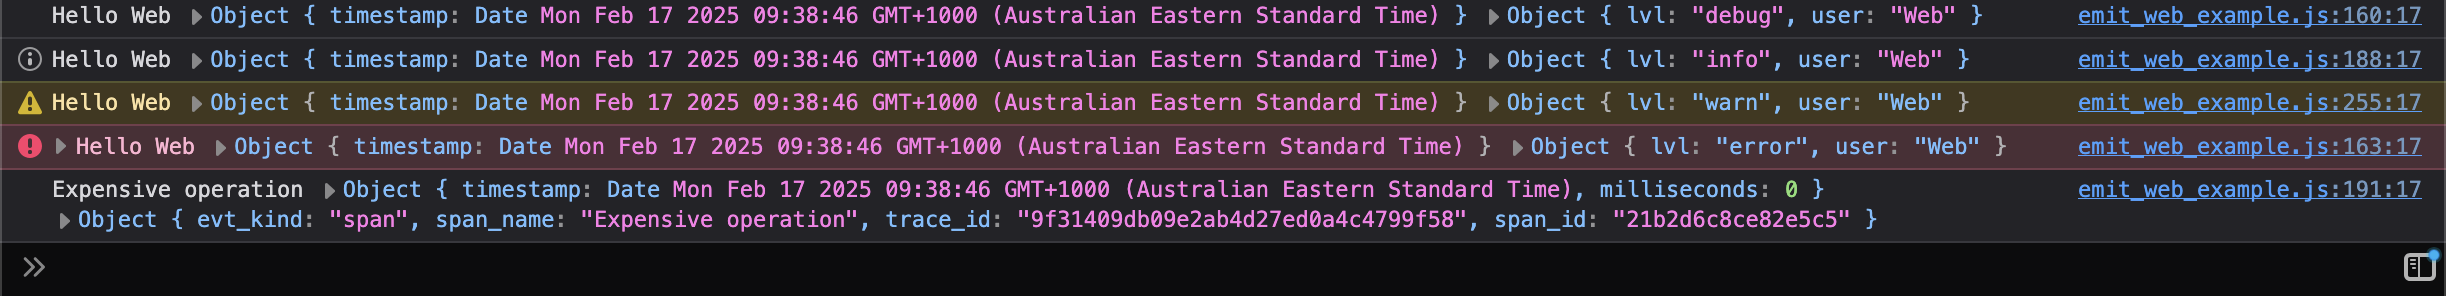 Hello Web Object { timestamp: Date Mon Feb 17 2025 09:38:46 GMT+1000 (Australian Eastern Standard Time) } Object { lvl: "debug", user: "Web" } emit_web_example.js:160:17
Hello Web Object { timestamp: Date Mon Feb 17 2025 09:38:46 GMT+1000 (Australian Eastern Standard Time) } Object { lvl: "info", user: "Web" } emit_web_example.js:188:17
Hello Web Object { timestamp: Date Mon Feb 17 2025 09:38:46 GMT+1000 (Australian Eastern Standard Time) } Object { lvl: "warn", user: "Web" } emit_web_example.js:255:17
Hello Web Object { timestamp: Date Mon Feb 17 2025 09:38:46 GMT+1000 (Australian Eastern Standard Time) } Object { lvl: "error", user: "Web" } emit_web_example.js:163:17
Expensive operation Object { timestamp: Date Mon Feb 17 2025 09:38:46 GMT+1000 (Australian Eastern Standard Time), milliseconds: 0 } emit_web_example.js:191:17
Object { evt_kind: "span", span_name: "Expensive operation", trace_id: "9f31409db09e2ab4d27ed0a4c4799f58", span_id: "21b2d6c8ce82e5c5" }